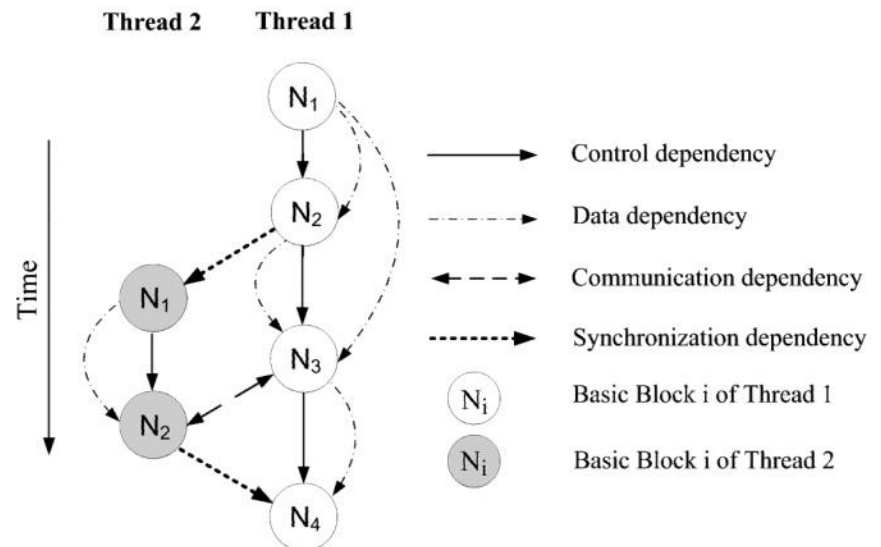 Thread 2 Thread 1
N₁
N₂
N₁
N₃
N₂
N₄
Time
Control dependency
Data dependency
Communication dependency
Synchronization dependency
Nᵢ Basic Block i of Thread 1
Nᵢ Basic Block i of Thread 2